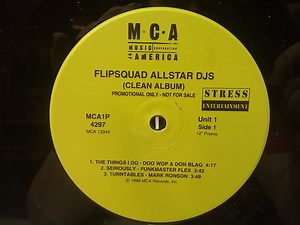 M·C·A
MUSIC CORPORATION
OF AMERICA
FLIPSQUAD ALLSTAR DJS
(CLEAN ALBUM)
PROMOTIONAL ONLY - NOT FOR SALE
STRESS
ENTERTAINMENT
MCA1P
4297
MCA 12344
Unit 1
Side 1
12" Promo
1. THE THINGS I DO - DOO WOP & DON BLAQ 4:17
2. SERIOUSLY - FUNKMASTER FLEX 3:42
3. TURNTABLES - MARK RONSON 3:48
℗ 1998 MCA Records, Inc.